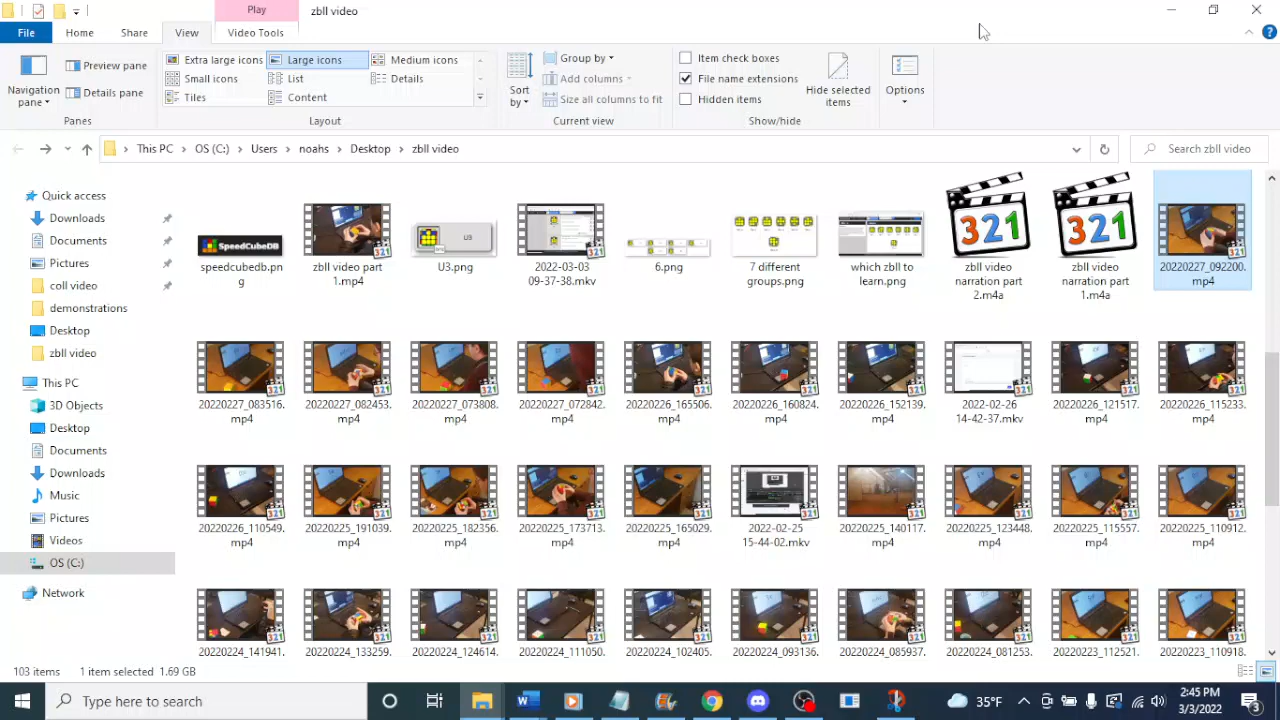 Play
zbll video
File
Home
Share
View
Video Tools
Navigation pane
Preview pane
Details pane
Panes
Extra large icons
Large icons
Medium icons
Small icons
List
Details
Tiles
Content
Layout
Sort by
Group by
Add columns
Size all columns to fit
Current view
Item check boxes
File name extensions
Hidden items
Hide selected items
Show/hide
Options
This PC > OS (C:) > Users > noahs > Desktop > zbll video
Search zbll video
Quick access
Downloads
Documents
Pictures
coll video
demonstrations
Desktop
zbll video
This PC
3D Objects
Desktop
Documents
Downloads
Music
Pictures
Videos
OS (C:)
Network
SpeedCubeDB
speedcubedb.png
zbll video part 1.mp4
U3
U3.png
2022-03-03 09-37-38.mkv
6.png
7 different groups.png
which zbll to learn.png
321
zbll video narration part 2.m4a
321
zbll video narration part 1.m4a
20220227_092200.mp4
20220227_083516.mp4
20220227_082453.mp4
20220227_073808.mp4
20220227_072842.mp4
20220226_165506.mp4
20220226_160824.mp4
20220226_152139.mp4
2022-02-26 14-42-37.mkv
20220226_121517.mp4
20220226_115233.mp4
20220226_110549.mp4
20220225_191039.mp4
20220225_182356.mp4
20220225_173713.mp4
20220225_165029.mp4
2022-02-25 15-44-02.mkv
20220225_140117.mp4
20220225_123448.mp4
20220225_115557.mp4
20220225_110912.mp4
20220224_141941.
20220224_133259.
20220224_124614.
20220224_111050.
20220224_102405.
20220224_093136.
20220224_085937.
20220224_081253.
20220223_112521.
20220223_110918.
103 items
1 item selected 1.69 GB
Type here to search
35°F
2:45 PM
3/3/2022
3